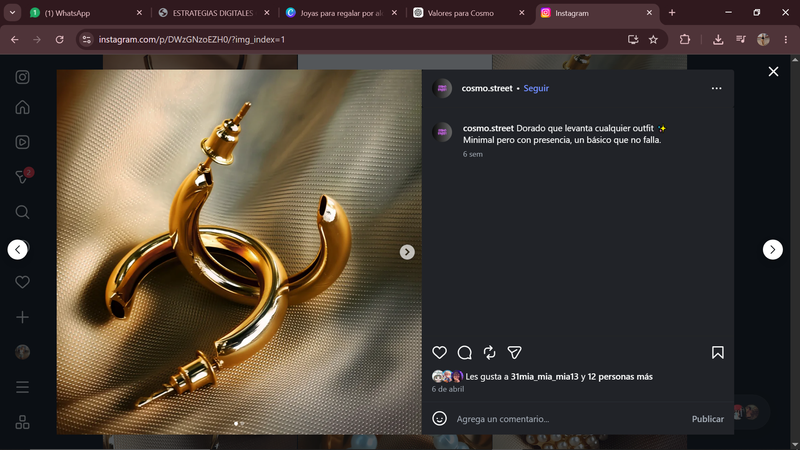 (1) WhatsApp
ESTRATEGIAS DIGITALES
Joyas para regalar por al
Valores para Cosmo
Instagram
instagram.com/p/DWzGNzoEZH0/?img_index=1
2
cosmo.street • Seguir
cosmo.street Dorado que levanta cualquier outfit ✨
Minimal pero con presencia, un básico que no falla.
6 sem
Les gusta a 31mia_mia_mia13 y 12 personas más
6 de abril
Agrega un comentario...
Publicar